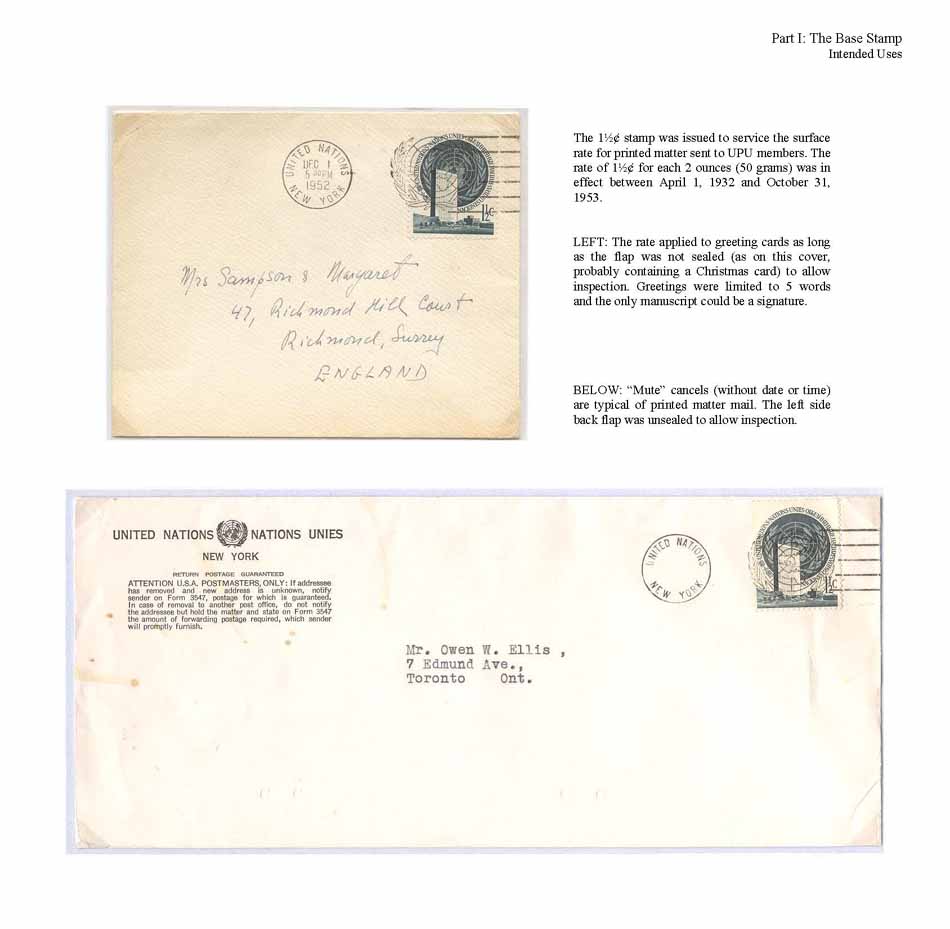 Part I: The Base Stamp
Intended Uses
UNITED NATIONS
DEC 1
5 30 PM
1952
NEW YORK
1½c
Mrs Sampson & Margaret
47, Richmond Hill Court
Richmond, Surrey
ENGLAND
The 1½¢ stamp was issued to service the surface
rate for printed matter sent to UPU members. The
rate of 1½¢ for each 2 ounces (50 grams) was in
effect between April 1, 1932 and October 31,
1953.
LEFT: The rate applied to greeting cards as long
as the flap was not sealed (as on this cover,
probably containing a Christmas card) to allow
inspection. Greetings were limited to 5 words
and the only manuscript could be a signature.
BELOW: “Mute” cancels (without date or time)
are typical of printed matter mail. The left side
back flap was unsealed to allow inspection.
UNITED NATIONS NATIONS UNIES
NEW YORK
RETURN POSTAGE GUARANTEED
ATTENTION U.S.A. POSTMASTERS, ONLY: If addressee
has removed and new address is unknown, notify
sender on Form 3547, postage for which is guaranteed.
In case of removal to another post office, do not notify
the addressee but hold the matter and state on Form 3547
the amount of forwarding postage required, which sender
will promptly furnish.
UNITED NATIONS
NEW YORK
1½c
Mr. Owen W. Ellis ,
7 Edmund Ave.,
Toronto Ont.